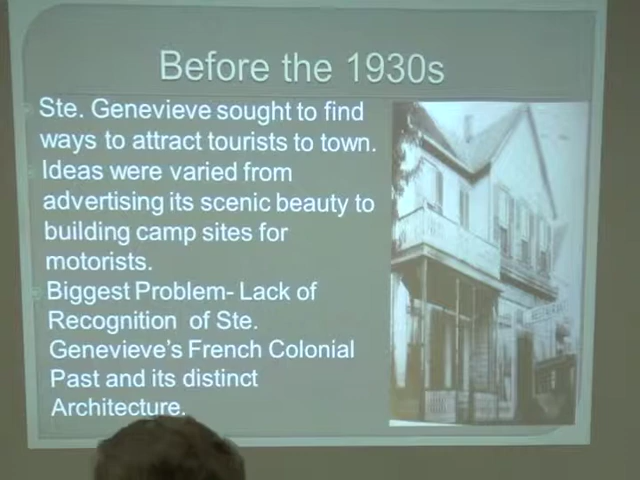 Before the 1930s
Ste. Genevieve sought to find
ways to attract tourists to town.
Ideas were varied from
advertising its scenic beauty to
building camp sites for
motorists.
Biggest Problem- Lack of
Recognition of Ste.
Genevieve's French Colonial
Past and its distinct
Architecture.